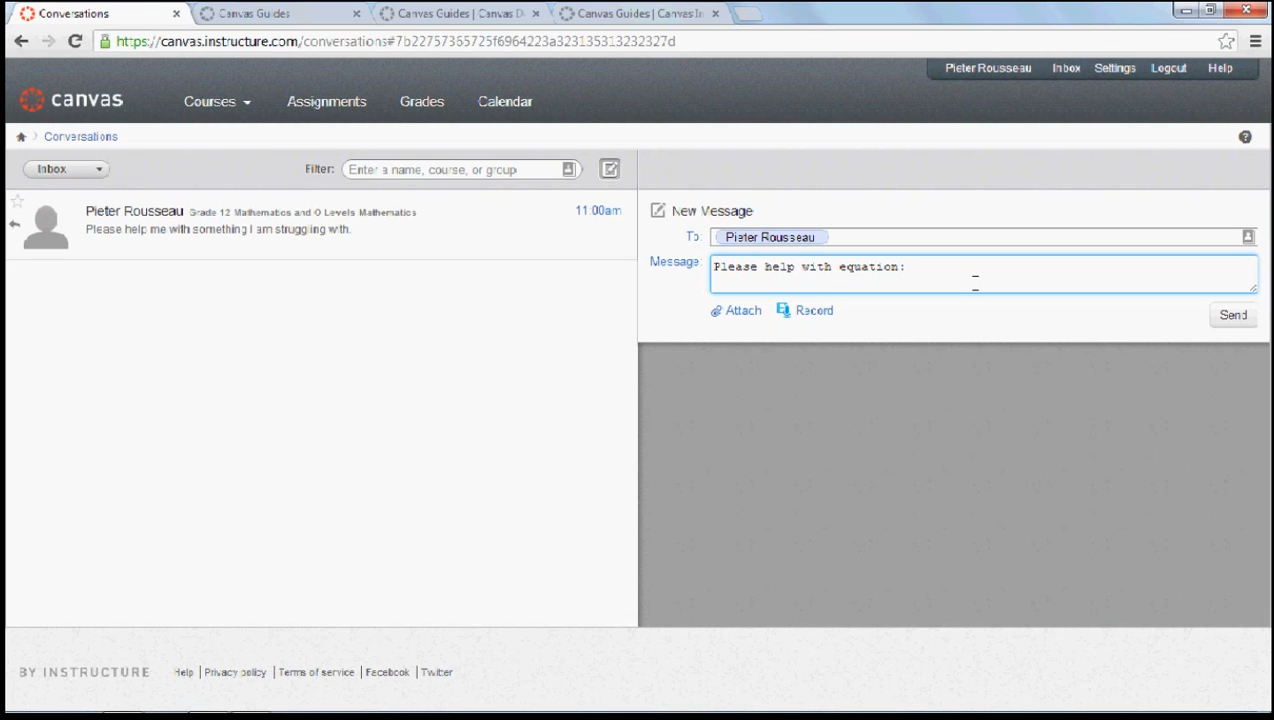 Conversations
Canvas Guides
Canvas Guides | Canvas D
Canvas Guides | Canvas In
https://canvas.instructure.com/conversations#7b22757365725f6964223a323135313232327d
Pieter Rousseau Inbox Settings Logout Help
canvas Courses Assignments Grades Calendar
Conversations
Inbox Filter: Enter a name, course, or group
Pieter Rousseau Grade 12 Mathematics and O Levels Mathematics 11:00am
Please help me with something I am struggling with.
New Message
To: Pieter Rousseau
Message: Please help with equation:
Attach Record
Send
BY INSTRUCTURE Help | Privacy policy | Terms of service | Facebook | Twitter